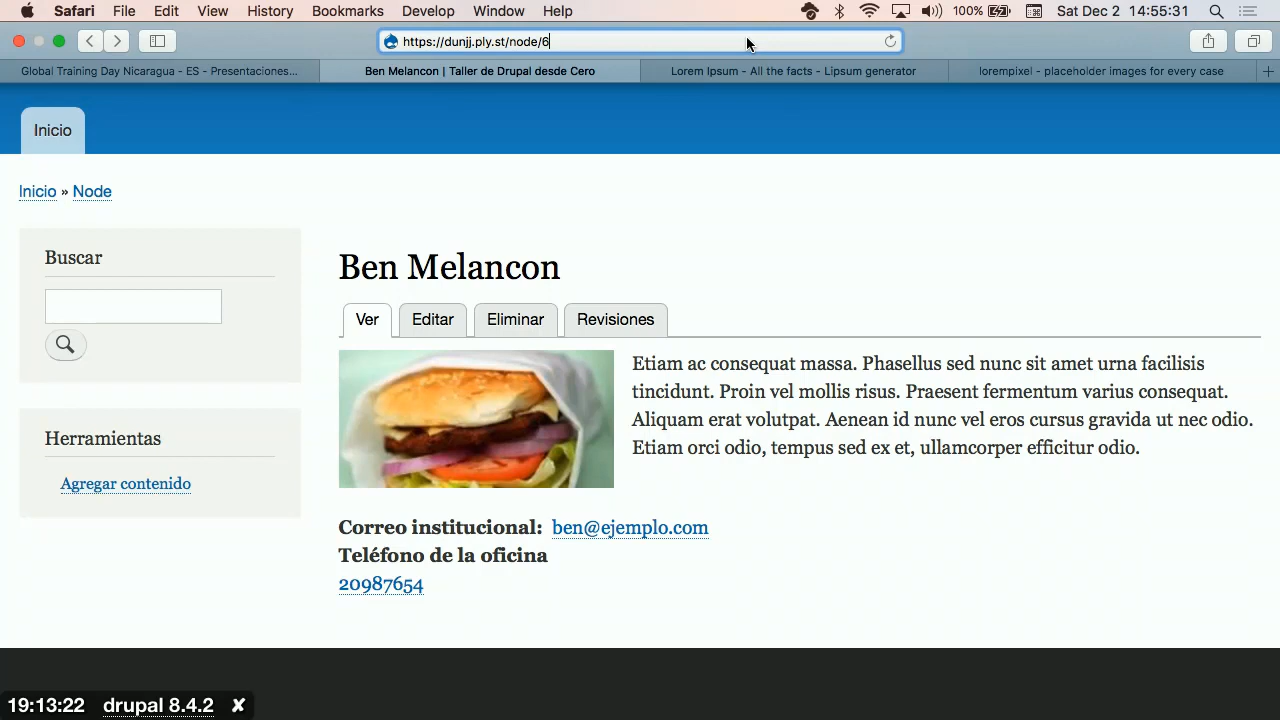 Safari File Edit View History Bookmarks Develop Window Help 100% Sat Dec 2 14:55:31
https://dunjj.ply.st/node/6
Global Training Day Nicaragua - ES - Presentaciones... Ben Melancon | Taller de Drupal desde Cero Lorem Ipsum - All the facts - Lipsum generator lorempixel - placeholder images for every case
Inicio
Inicio » Node
Buscar
Herramientas
Agregar contenido
Ben Melancon
Ver Editar Eliminar Revisiones
Etiam ac consequat massa. Phasellus sed nunc sit amet urna facilisis
tincidunt. Proin vel mollis risus. Praesent fermentum varius consequat.
Aliquam erat volutpat. Aenean id nunc vel eros cursus gravida ut nec odio.
Etiam orci odio, tempus sed ex et, ullamcorper efficitur odio.
Correo institucional: ben@ejemplo.com
Teléfono de la oficina
20987654
19:13:22 drupal 8.4.2 ✘